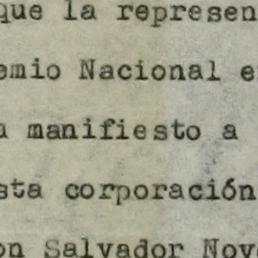 que la represen
emio Nacional e
a manifiesto a
sta corporación
on Salvador Nov